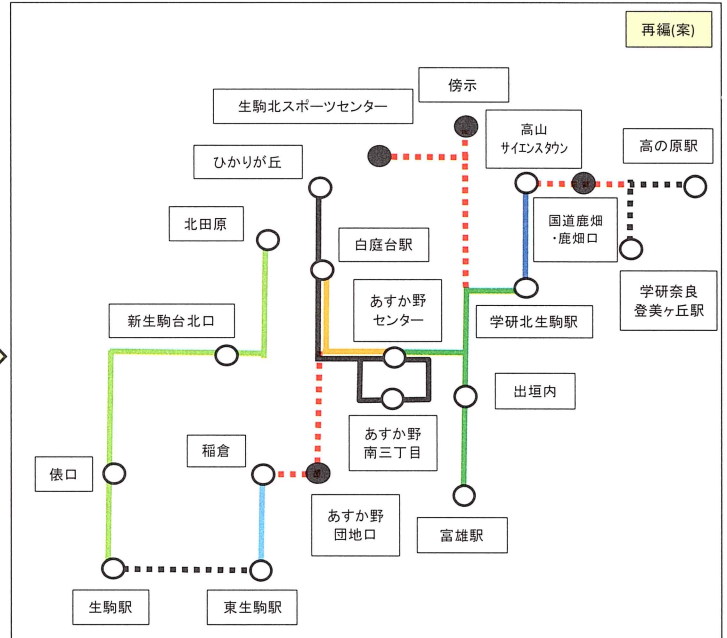 再編(案)
傍示
生駒北スポーツセンター
高山
サイエンスタウン
高の原駅
ひかりが丘
北田原
国道鹿畑
・鹿畑口
白庭台駅
あすか野
センター
学研北生駒駅
学研奈良
登美ヶ丘駅
新生駒台北口
出垣内
あすか野
南三丁目
稲倉
俵口
あすか野
団地口
富雄駅
生駒駅
東生駒駅